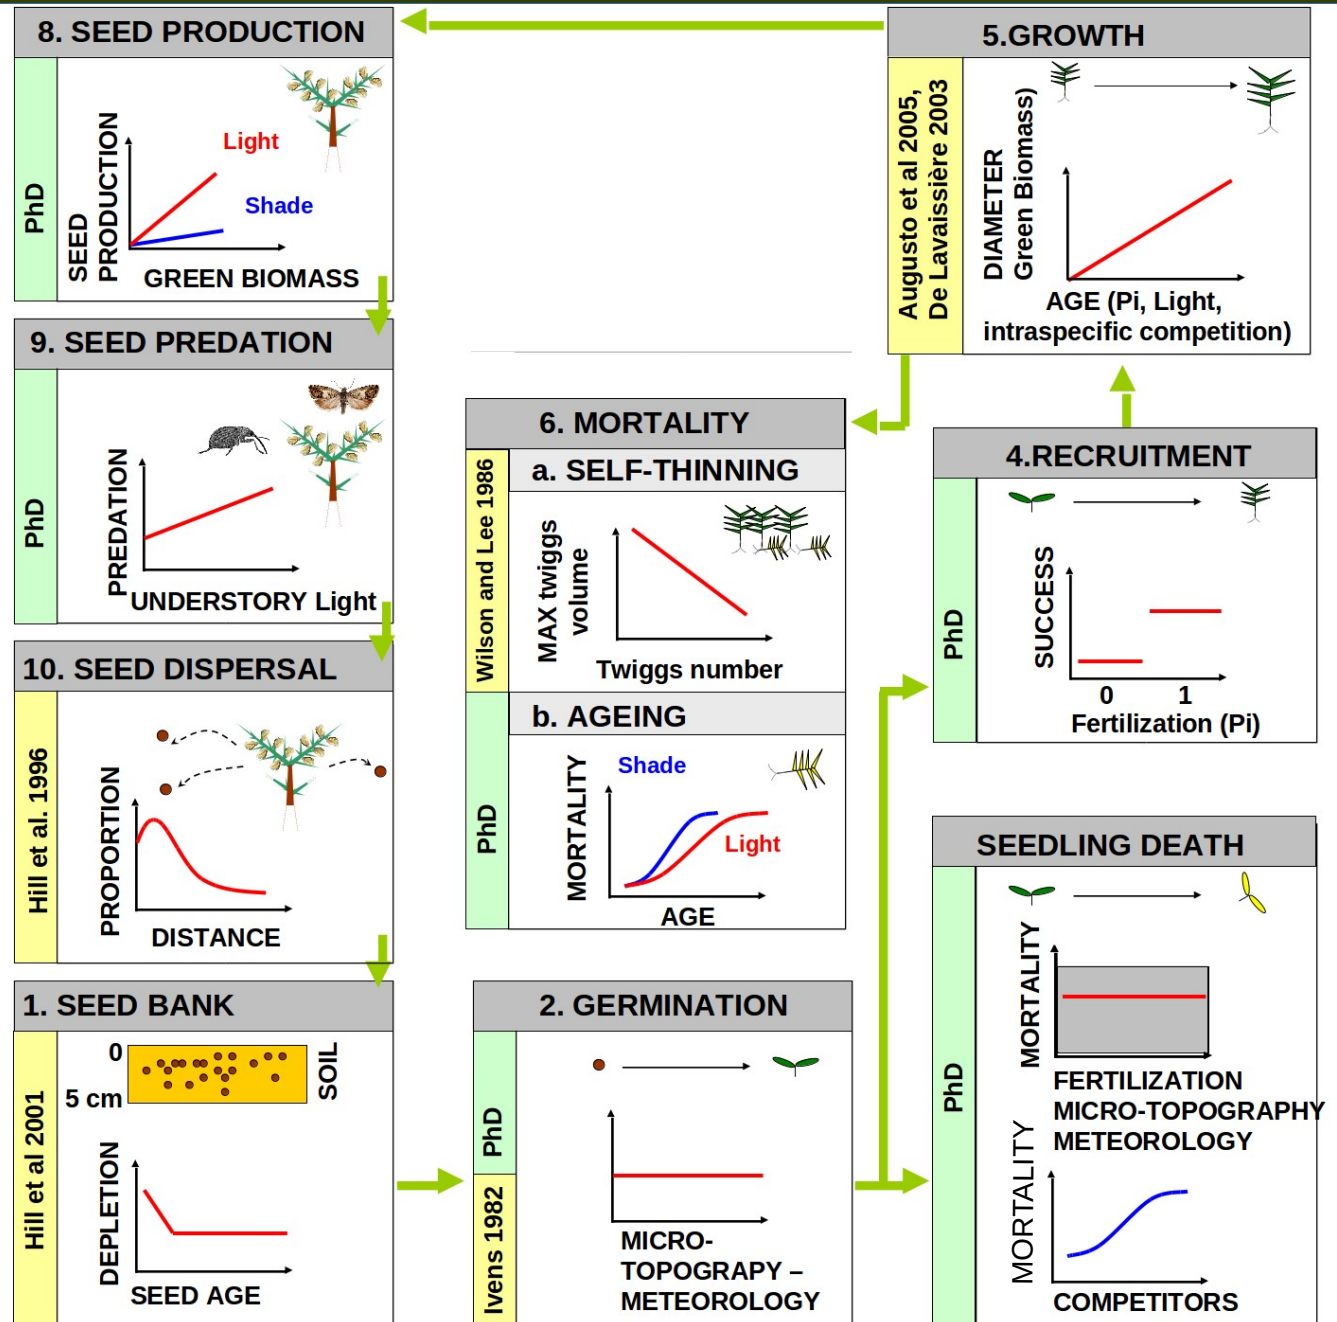 8. SEED PRODUCTION
PhD
SEED
PRODUCTION
Light
Shade
GREEN BIOMASS
9. SEED PREDATION
PhD
PREDATION
UNDERSTORY Light
10. SEED DISPERSAL
Hill et al. 1996
PROPORTION
DISTANCE
1. SEED BANK
Hill et al 2001
0
5 cm
SOIL
DEPLETION
SEED AGE
2. GERMINATION
PhD
Ivens 1982
MICRO-
TOPOGRAPY –
METEOROLOGY
SEEDLING DEATH
PhD
MORTALITY
FERTILIZATION
MICRO-TOPOGRAPHY
METEOROLOGY
MORTALITY
COMPETITORS
4.RECRUITMENT
PhD
SUCCESS
0 1
Fertilization (Pi)
5.GROWTH
Augusto et al 2005,
De Lavaissière 2003
DIAMETER
Green Biomass)
AGE (Pi, Light,
intraspecific competition)
6. MORTALITY
Wilson and Lee 1986
a. SELF-THINNING
MAX twiggs
volume
Twiggs number
PhD
b. AGEING
MORTALITY
Shade
Light
AGE